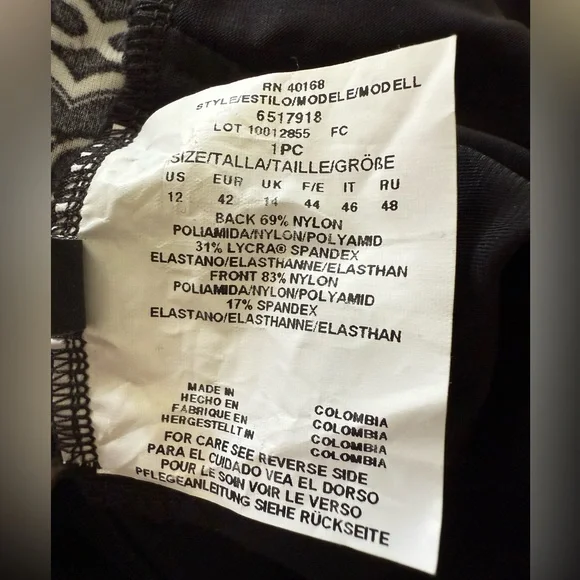 RN 40168
STYLE/ESTILO/MODELE/MODELL
6517918
LOT 10012855 FC
1PC
SIZE/TALLA/TAILLE/GRÖßE
US EUR UK F/E IT RU
12 42 14 44 46 48
BACK 69% NYLON
POLIAMIDA/NYLON/POLYAMID
31% LYCRA® SPANDEX
ELASTANO/ELASTHANNE/ELASTHAN
FRONT 83% NYLON
POLIAMIDA/NYLON/POLYAMID
17% SPANDEX
ELASTANO/ELASTHANNE/ELASTHAN
MADE IN COLOMBIA
HECHO EN COLOMBIA
FABRIQUE EN COLOMBIA
HERGESTELLT IN COLOMBIA
FOR CARE SEE REVERSE SIDE
PARA EL CUIDADO VEA EL DORSO
POUR LE SOIN VOIR LE VERSO
PFLEGEANLEITUNG SIEHE RÜCKSEITE